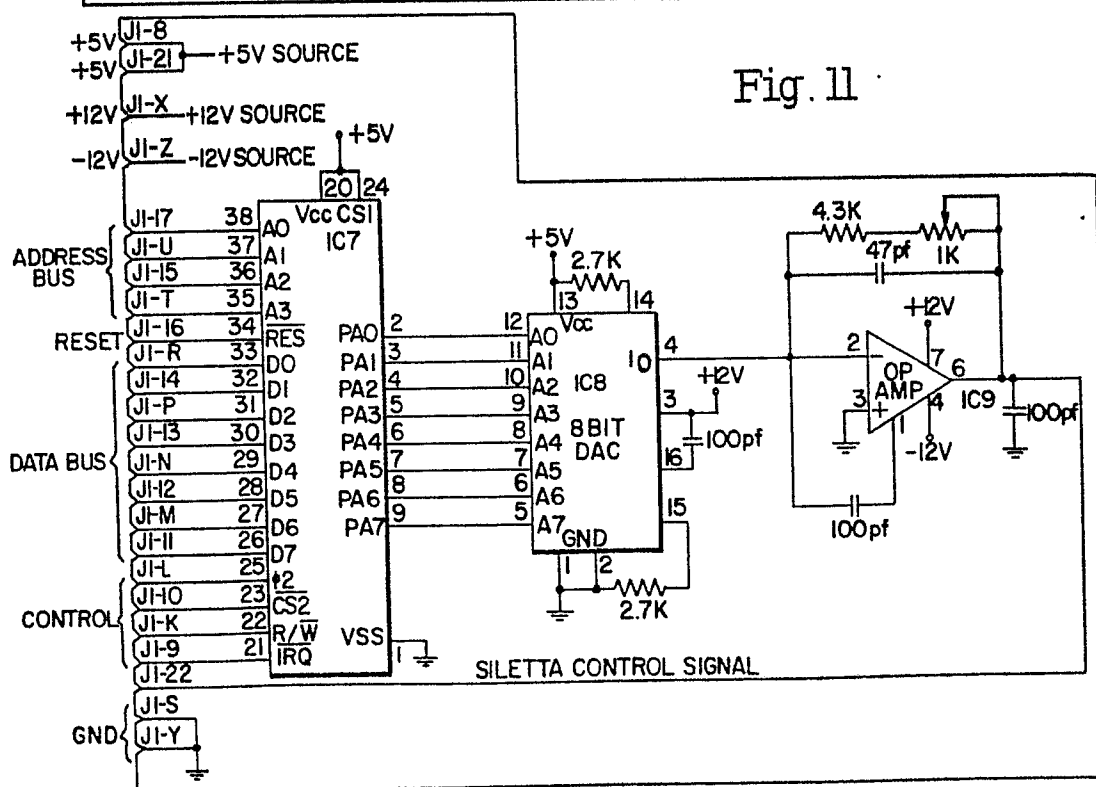 Fig. 11
+5V J1-8
+5V J1-21 +5V SOURCE
+12V J1-X +12V SOURCE
-12V J1-Z -12V SOURCE
+5V
20 24
Vcc CS1
IC7
ADDRESS BUS
J1-17 38 A0
J1-U 37 A1
J1-15 36 A2
J1-T 35 A3
RESET J1-16 34 RES
DATA BUS
J1-R 33 D0
J1-14 32 D1
J1-P 31 D2
J1-13 30 D3
J1-N 29 D4
J1-12 28 D5
J1-M 27 D6
J1-11 26 D7
CONTROL
J1-L 25 ϕ2
J1-10 23 CS2
J1-K 22 R/W
J1-9 21 IRQ
J1-22
GND
J1-S
J1-Y
PA0 2
PA1 3
PA2 4
PA3 5
PA4 6
PA5 7
PA6 8
PA7 9
VSS 1
+5V
2.7K
13 14
Vcc
12 A0
11 A1
10 A2
9 A3
8 A4
7 A5
6 A6
5 A7
IC8
8BIT
DAC
GND
1 2
IO 4
3 +12V
100pf
16
15
2.7K
4.3K
1K
47pf
+12V
2 − 7 6
OP
AMP
IC9
3 + 1 4
-12V
100pf
100pf
SILETTA CONTROL SIGNAL